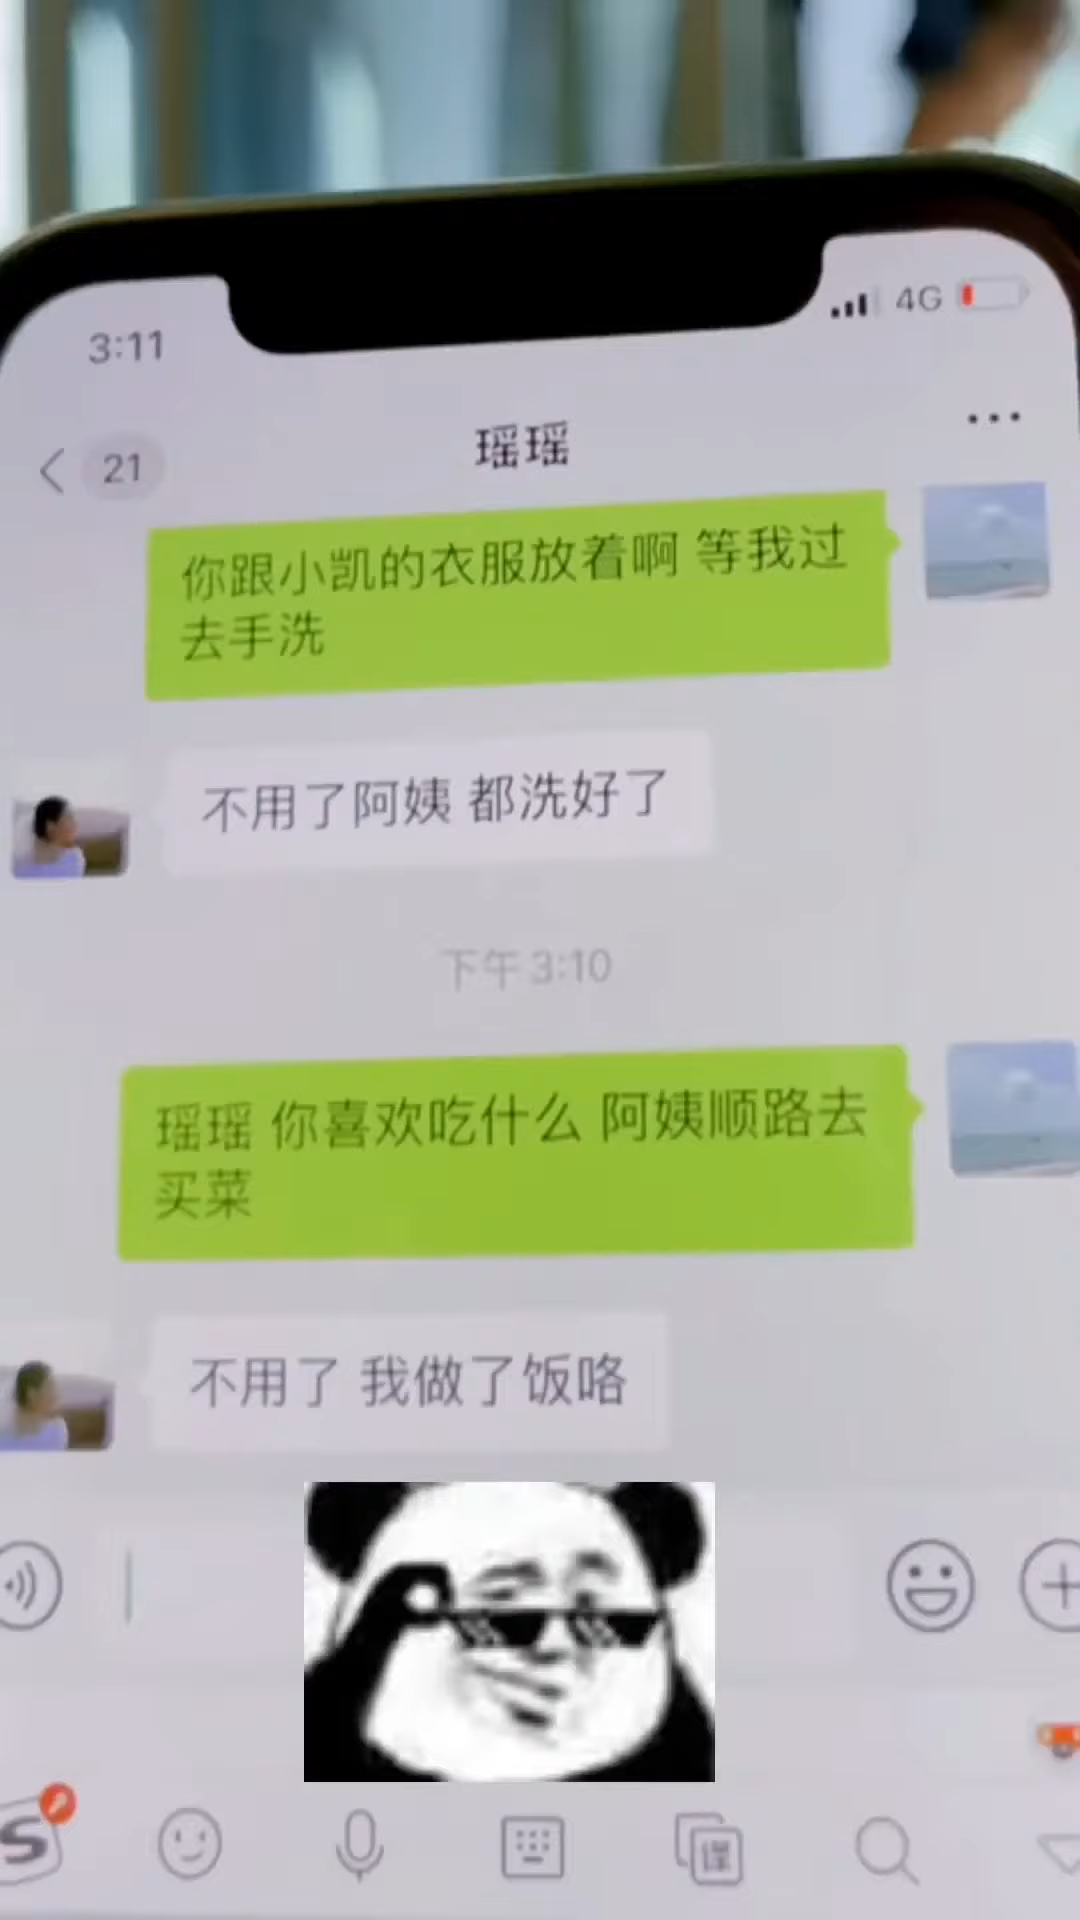 3:11
4G
21
瑶瑶
你跟小凯的衣服放着啊 等我过
去手洗
不用了阿姨 都洗好了
下午 3:10
瑶瑶 你喜欢吃什么 阿姨顺路去
买菜
不用了 我做了饭咯
S
译